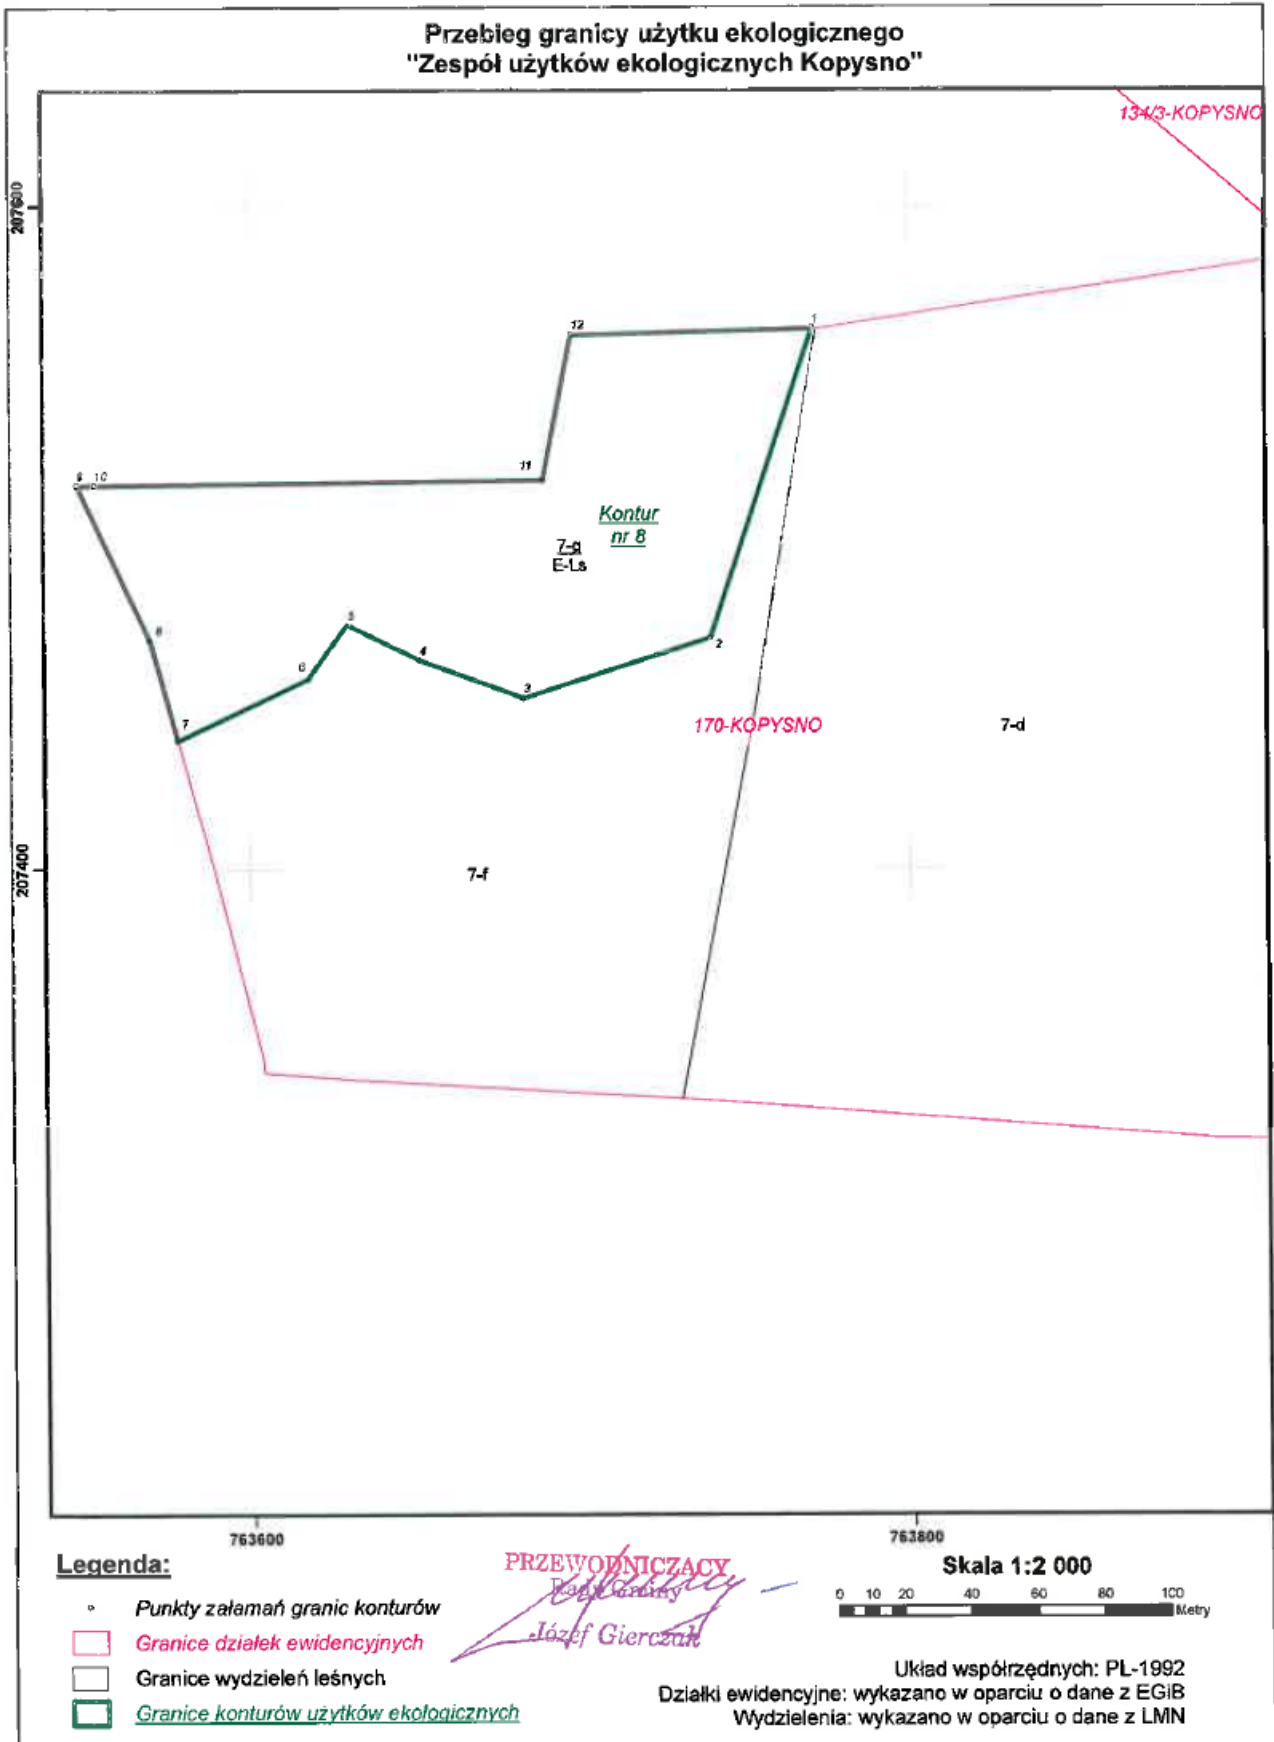 Przebieg granicy użytku ekologicznego
"Zespół użytków ekologicznych Kopysno"
134/3-KOPYSNO
207600
12
1
9 10
11
Kontur
nr 8
7-g
E-Ls
5
8
4
2
6
3
7
170-KOPYSNO
7-d
207400
7-f
763600
763800
Legenda:
Punkty załamań granic konturów
Granice działek ewidencyjnych
Granice wydzieleń leśnych
Granice konturów użytków ekologicznych
PRZEWODNICZĄCY
Rady Gminy
Józef Gierczak
Skala 1:2 000
0 10 20 40 60 80 100
Metry
Układ współrzędnych: PL-1992
Działki ewidencyjne: wykazano w oparciu o dane z EGiB
Wydzielenia: wykazano w oparciu o dane z LMN